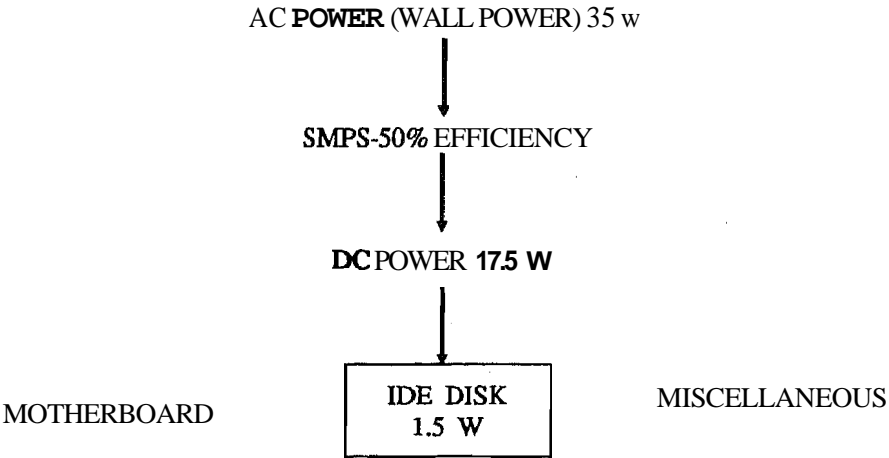 AC POWER (WALL POWER) 35 w
SMPS-50% EFFICIENCY
DC POWER 17.5 W
MOTHERBOARD
IDE DISK
1.5 W
MISCELLANEOUS